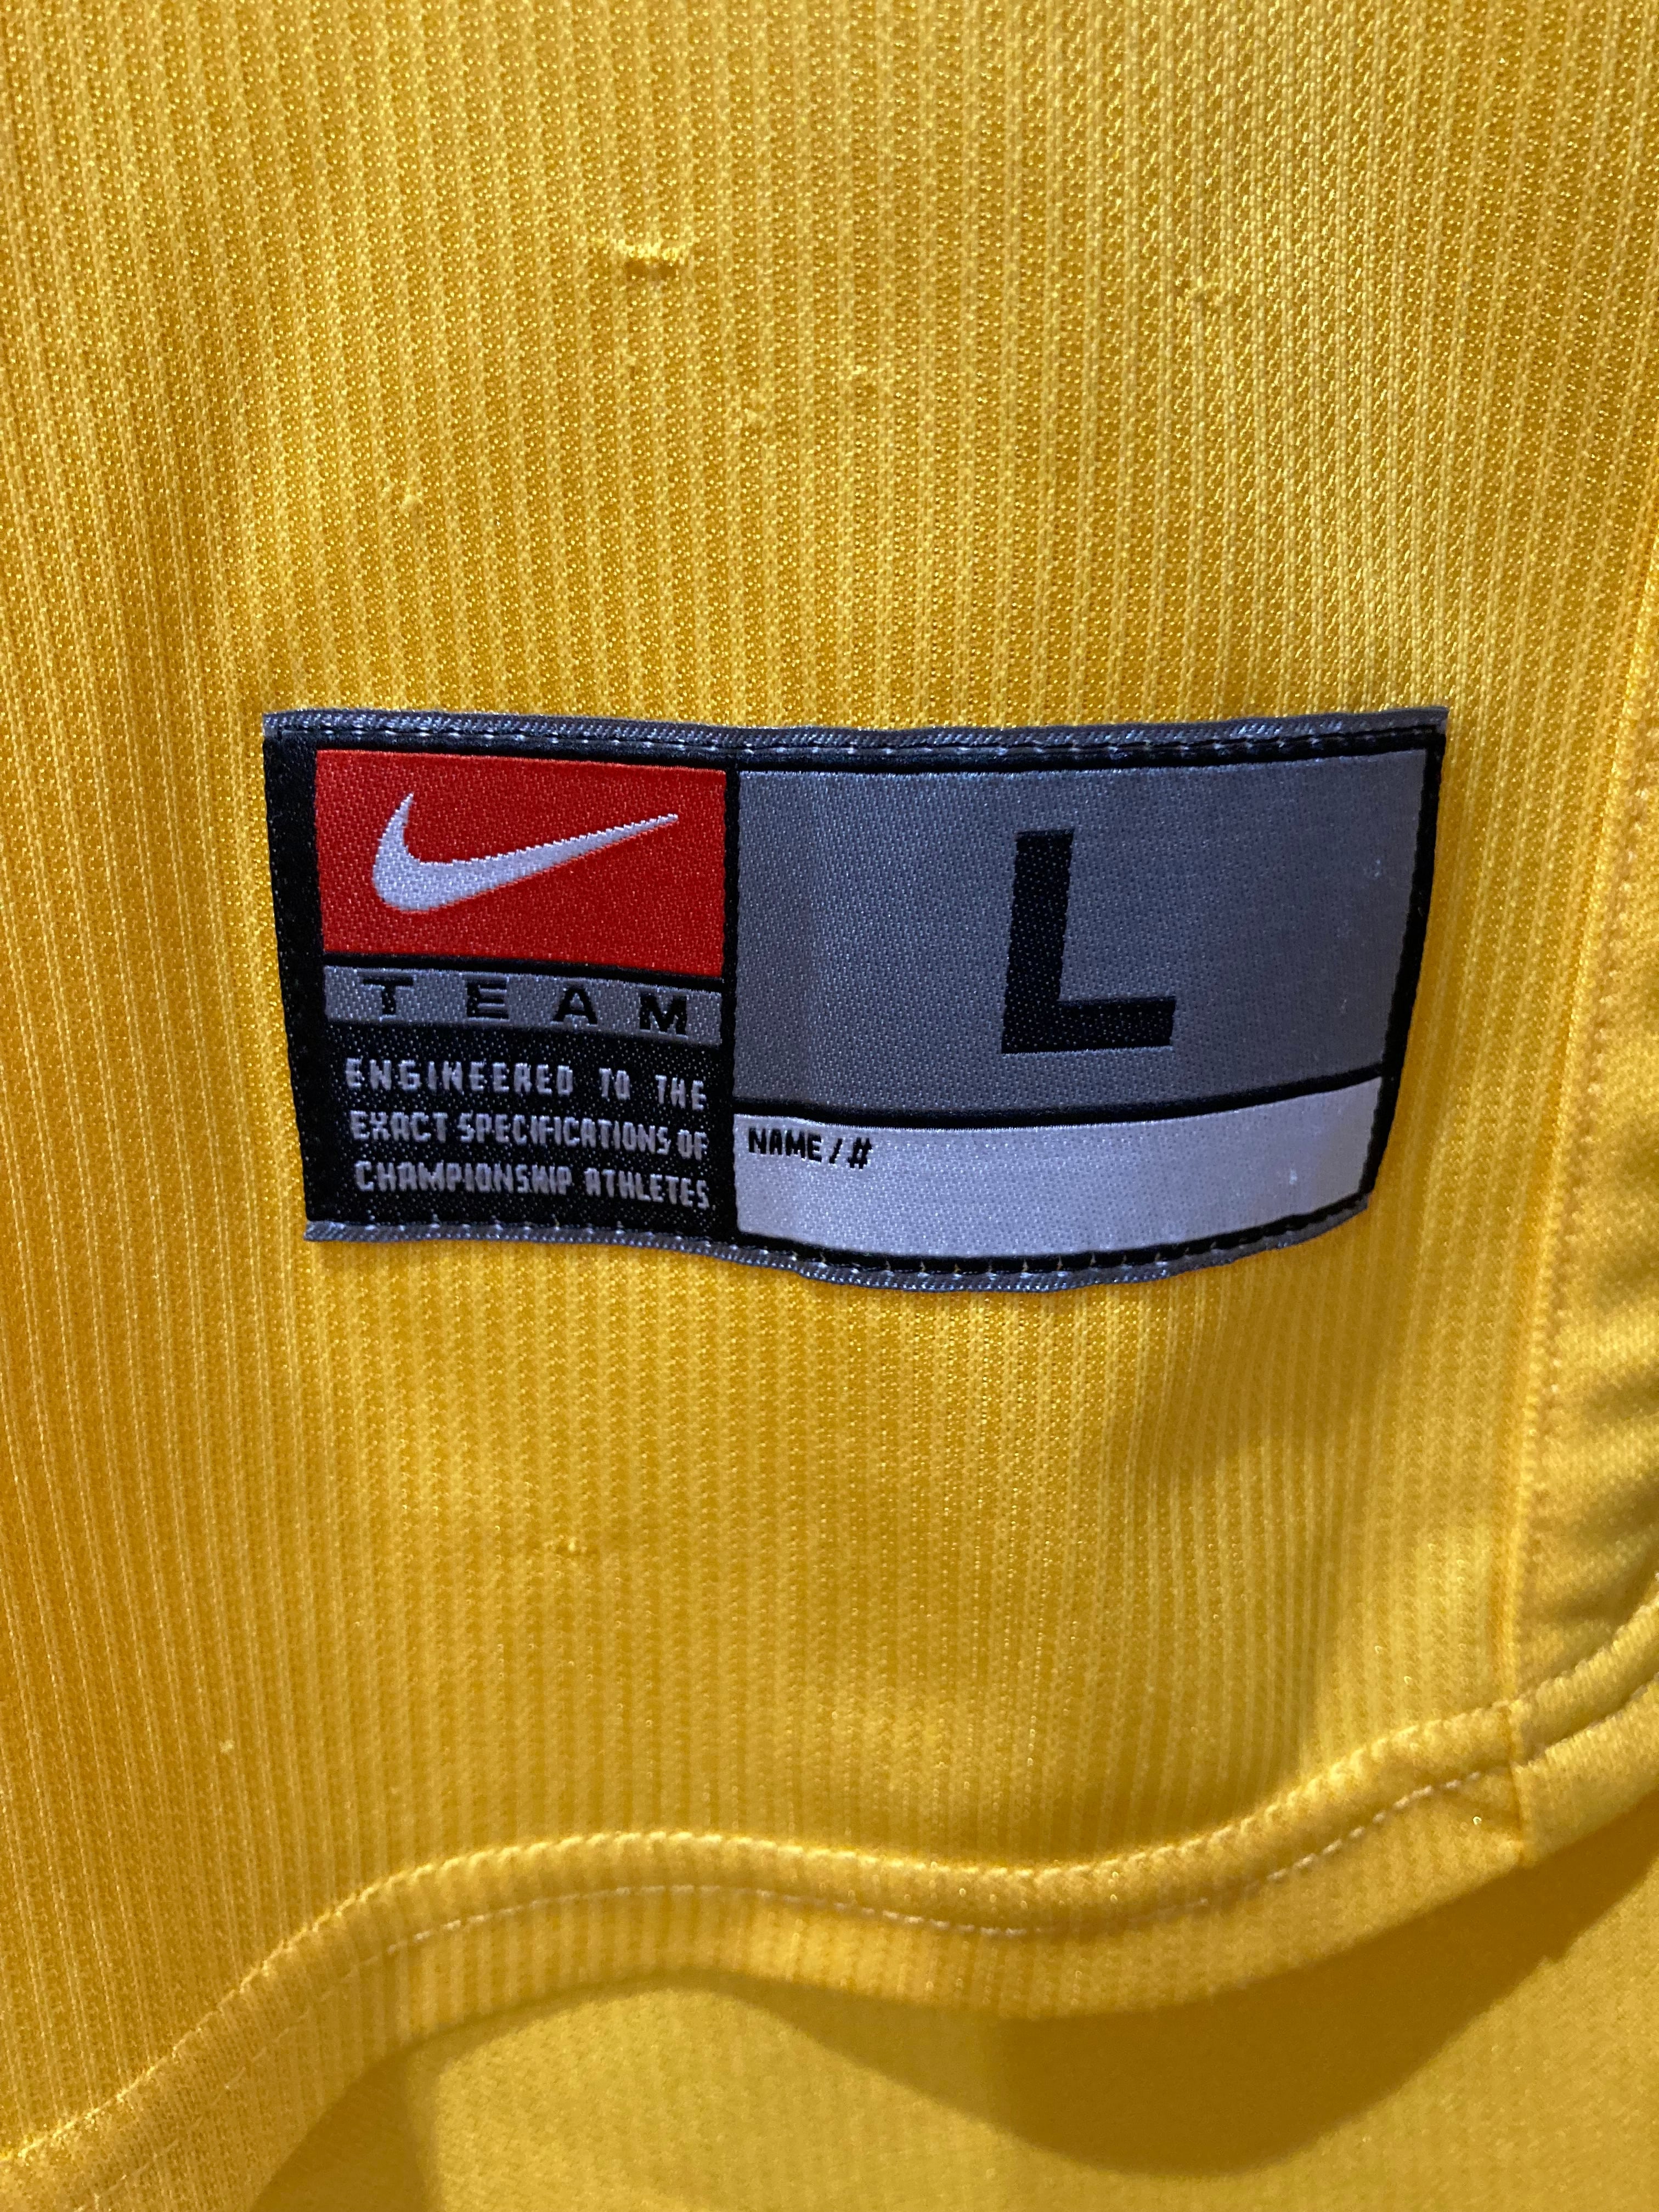 TEAM
ENGINEERED TO THE
EXACT SPECIFICATIONS OF
CHAMPIONSHIP ATHLETES
L
NAME / #